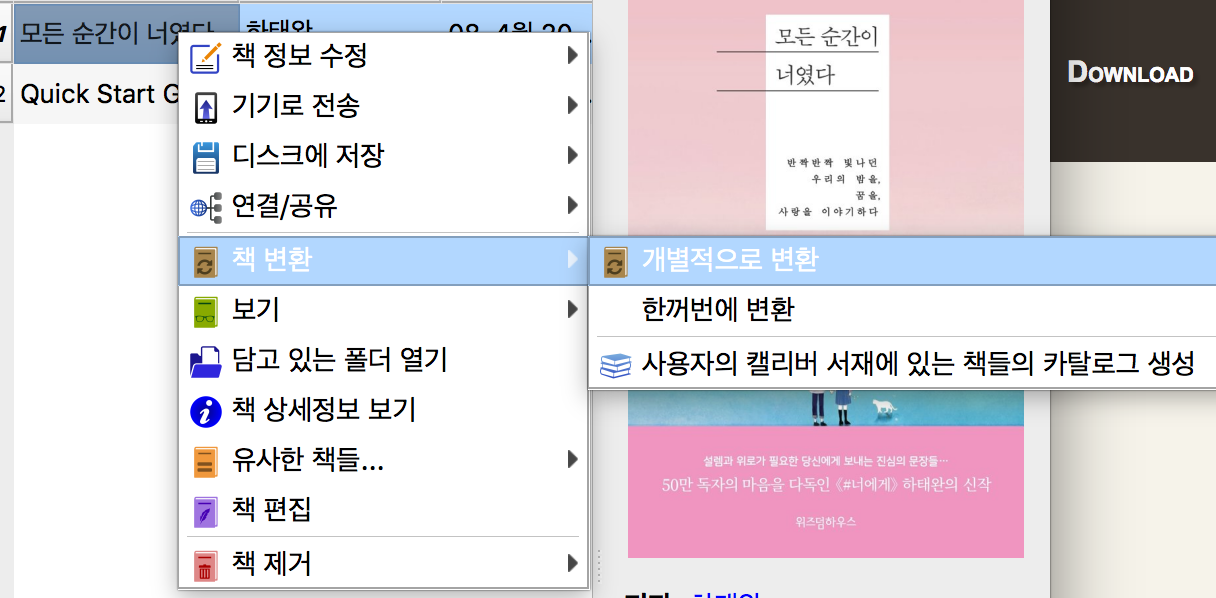 1 모든 순간이 너였다
하태완
08 4월 20
2 Quick Start G
책 정보 수정
기기로 전송
디스크에 저장
연결/공유
책 변환
보기
담고 있는 폴더 열기
책 상세정보 보기
유사한 책들...
책 편집
책 제거
개별적으로 변환
한꺼번에 변환
사용자의 캘리버 서재에 있는 책들의 카탈로그 생성
모든 순간이
너였다
반짝반짝 빛나던
우리의 밤을,
꿈을,
사랑을 이야기하다
설렘과 위로가 필요한 당신에게 보내는 진심의 문장들…
50만 독자의 마음을 다독인 《#너에게》 하태완의 신작
위즈덤하우스
DOWNLOAD